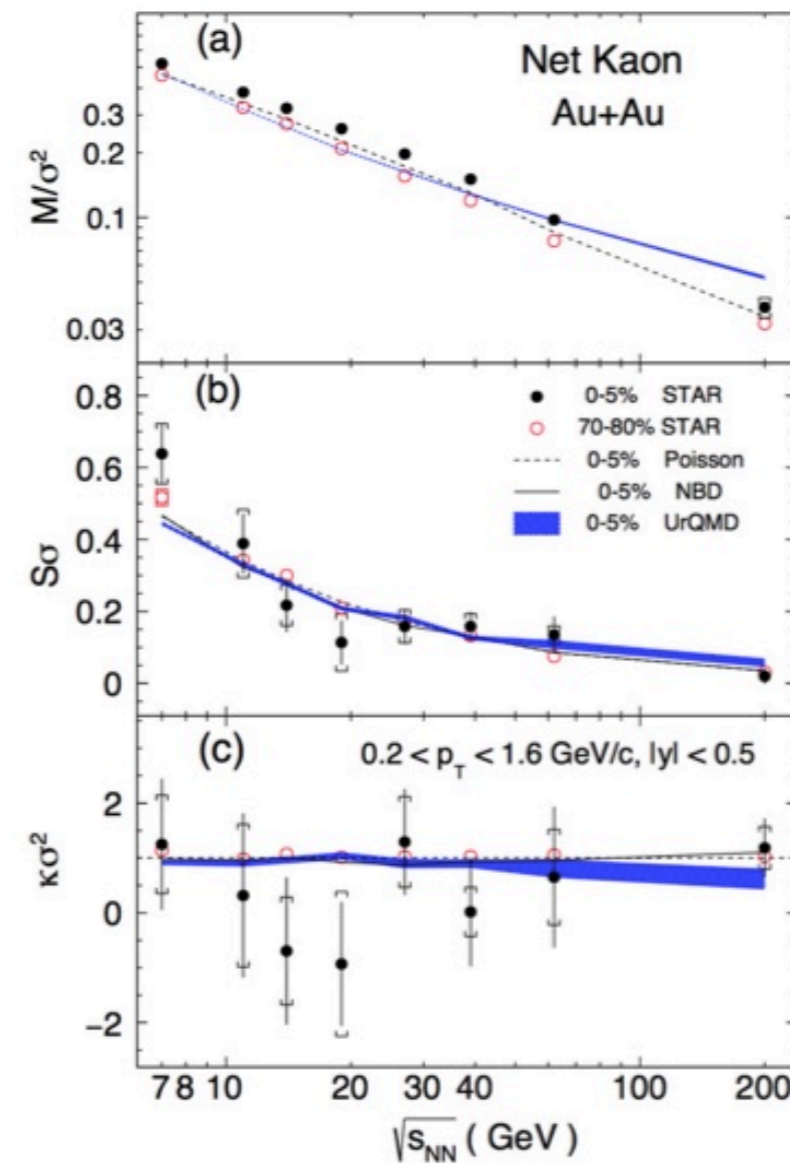 (a)
Net Kaon
Au+Au
0.3
0.2
0.1
0.03
M/σ²
(b)
0-5% STAR
70-80% STAR
0-5% Poisson
0-5% NBD
0-5% UrQMD
0.8
0.6
0.4
0.2
0
Sσ
(c)
0.2 < p_T < 1.6 GeV/c, |y| < 0.5
2
0
−2
κσ²
7 8 10 20 30 40 100 200
√s_NN ( GeV )